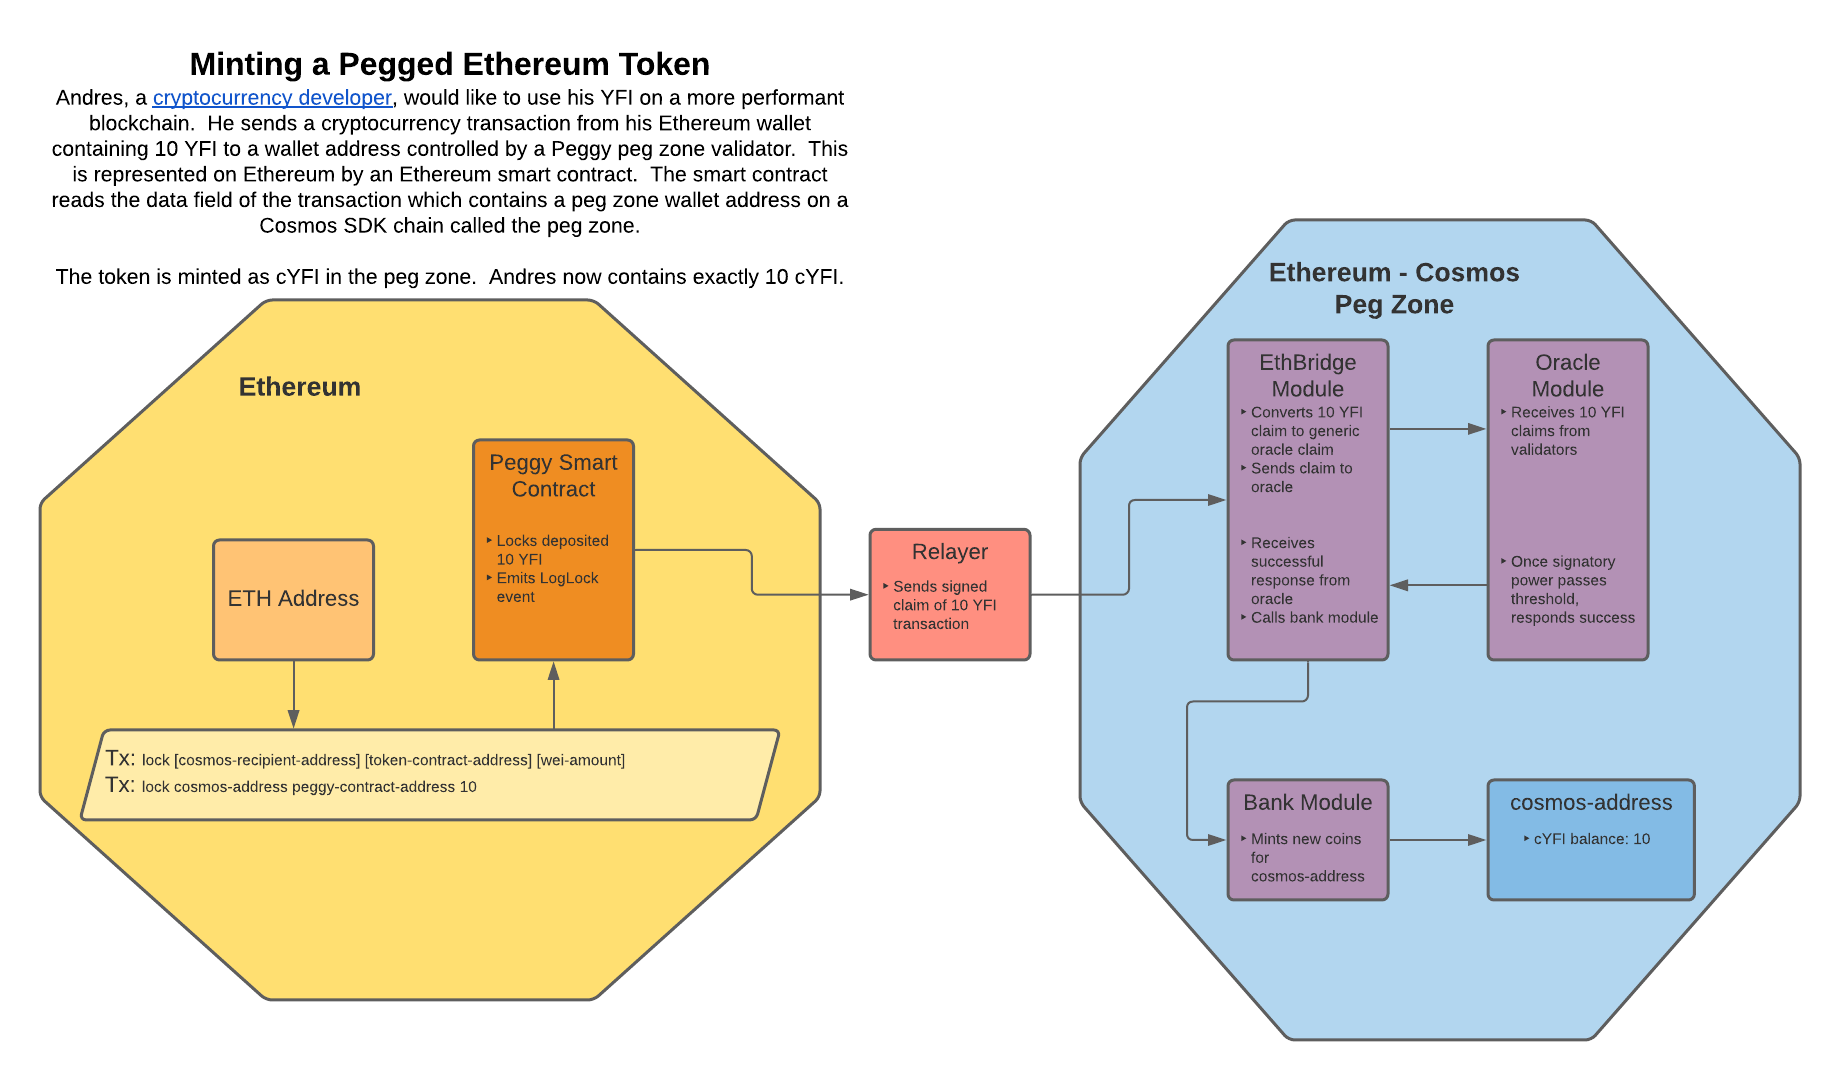 Minting a Pegged Ethereum Token
Andres, a cryptocurrency developer, would like to use his YFI on a more performant
blockchain.  He sends a cryptocurrency transaction from his Ethereum wallet
containing 10 YFI to a wallet address controlled by a Peggy peg zone validator.  This
is represented on Ethereum by an Ethereum smart contract.  The smart contract
reads the data field of the transaction which contains a peg zone wallet address on a
Cosmos SDK chain called the peg zone.
The token is minted as cYFI in the peg zone.  Andres now contains exactly 10 cYFI.
Ethereum
ETH Address
Peggy Smart
Contract
‣ Locks deposited
10 YFI
‣ Emits LogLock
event
Tx: lock [cosmos-recipient-address] [token-contract-address] [wei-amount]
Tx: lock cosmos-address peggy-contract-address 10
Relayer
‣ Sends signed
claim of 10 YFI
transaction
Ethereum - Cosmos
Peg Zone
EthBridge
Module
‣ Converts 10 YFI
claim to generic
oracle claim
‣ Sends claim to
oracle
‣ Receives
successful
response from
oracle
‣ Calls bank module
Oracle
Module
‣ Receives 10 YFI
claims from
validators
‣ Once signatory
power passes
threshold,
responds success
Bank Module
‣ Mints new coins
for
cosmos-address
cosmos-address
‣ cYFI balance: 10